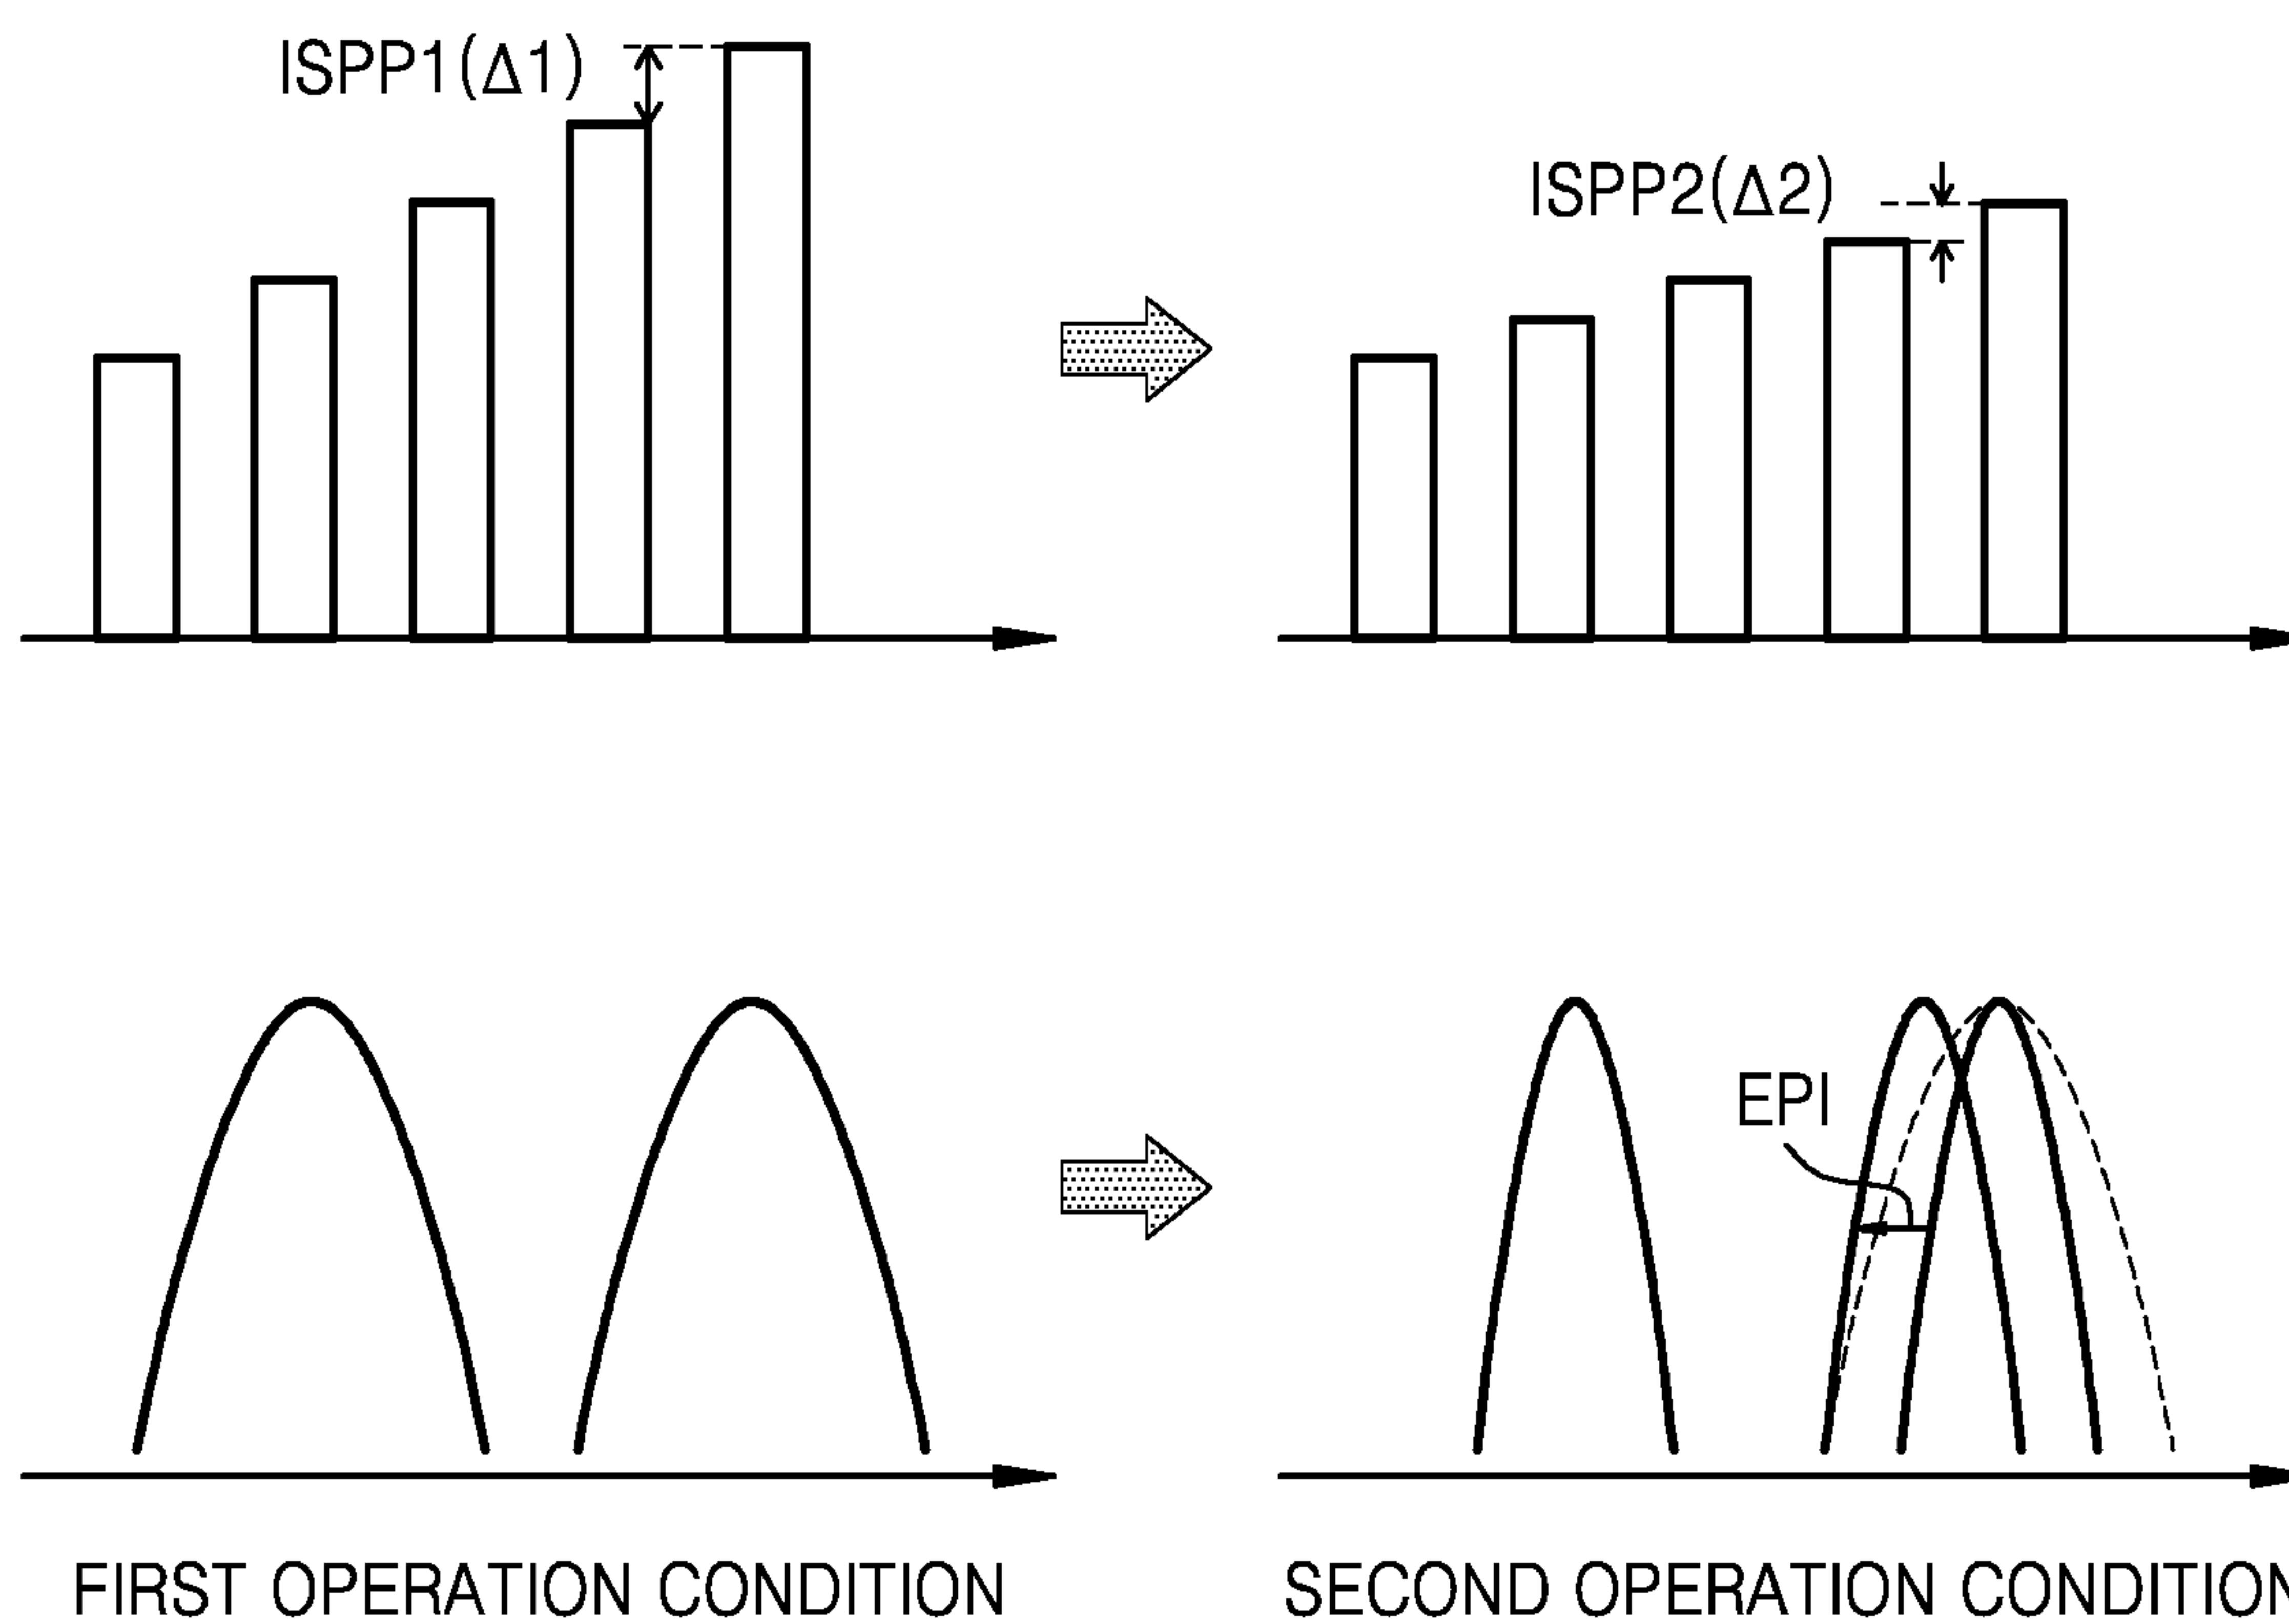 ISPP1(Δ1)
ISPP2(Δ2)
EPI
FIRST OPERATION CONDITION
SECOND OPERATION CONDITION